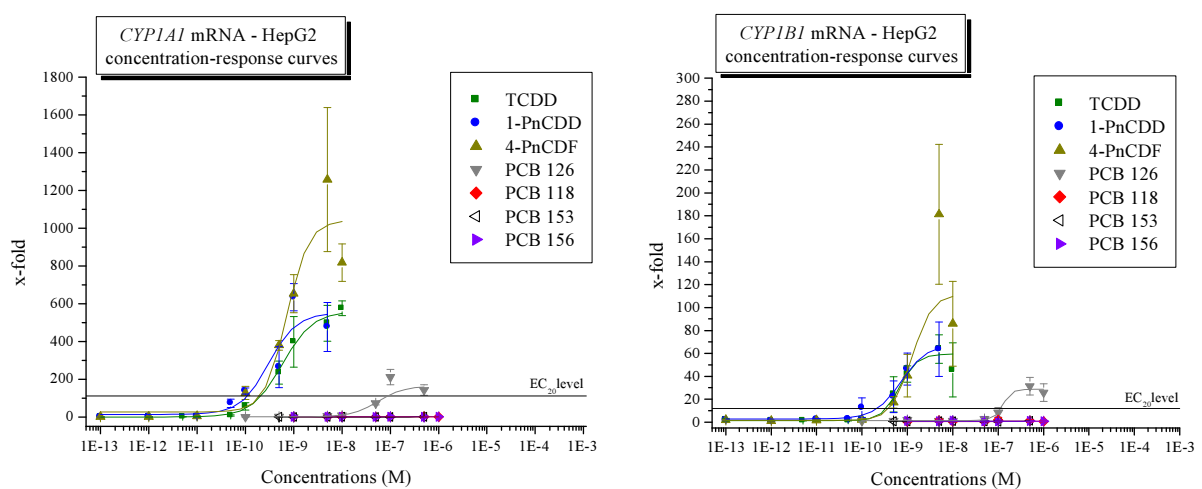 CYP1A1 mRNA - HepG2
concentration-response curves
1800
1600
1400
1200
1000
800
600
400
200
0
x-fold
TCDD
1-PnCDD
4-PnCDF
PCB 126
PCB 118
PCB 153
PCB 156
EC20 level
1E-13 1E-12 1E-11 1E-10 1E-9 1E-8 1E-7 1E-6 1E-5 1E-4 1E-3
Concentrations (M)
CYP1B1 mRNA - HepG2
concentration-response curves
300
280
260
240
220
200
180
160
140
120
100
80
60
40
20
0
x-fold
TCDD
1-PnCDD
4-PnCDF
PCB 126
PCB 118
PCB 153
PCB 156
EC20 level
1E-13 1E-12 1E-11 1E-10 1E-9 1E-8 1E-7 1E-6 1E-5 1E-4 1E-3
Concentrations (M)